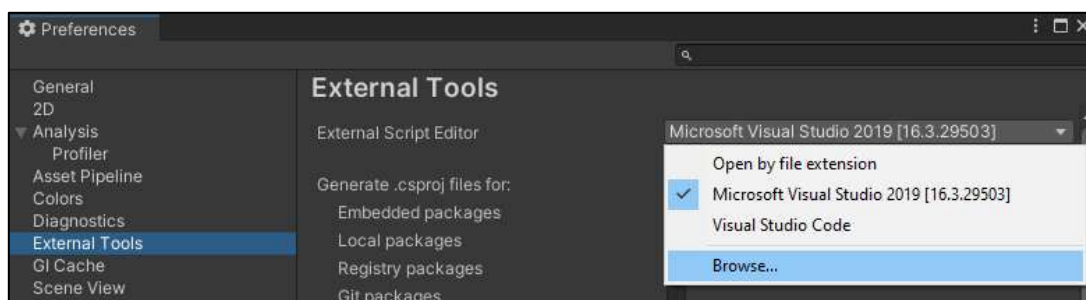 Preferences
General
2D
Analysis
Profiler
Asset Pipeline
Colors
Diagnostics
External Tools
GI Cache
Scene View
External Tools
External Script Editor
Microsoft Visual Studio 2019 [16.3.29503]
Open by file extension
Microsoft Visual Studio 2019 [16.3.29503]
Visual Studio Code
Browse...
Generate .csproj files for:
Embedded packages
Local packages
Registry packages
Git packages